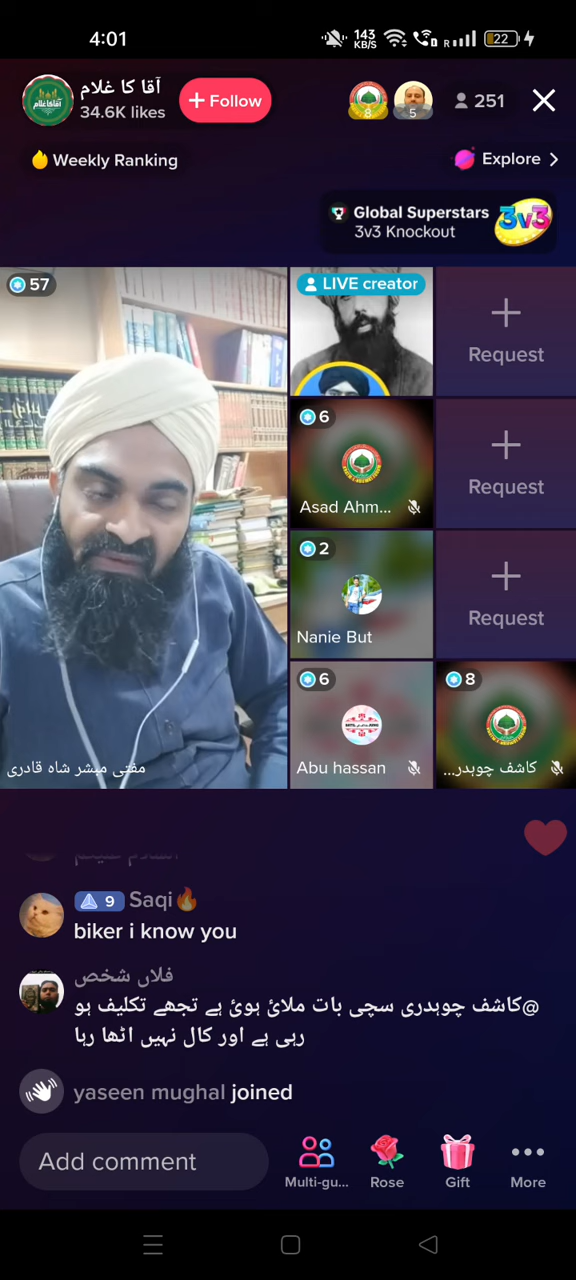 4:01
143
KB/S
R
22
آقا کا غلام
34.6K likes
+ Follow
8
5
251
Weekly Ranking
Explore
Global Superstars
3v3 Knockout
3v3
57
LIVE creator
Request
6
Asad Ahm...
Request
2
Nanie But
Request
مفتی مبشر شاہ قادری
6
Abu hassan
8
کاشف چوہدر...
9 Saqi🔥
biker i know you
فلاں شخص
@کاشف چوہدری سچی بات ملائ ہوئ ہے تجھے تکلیف ہو
رہی ہے اور کال نہیں اٹھا رہا
yaseen mughal joined
Add comment
Multi-gu...
Rose
Gift
More